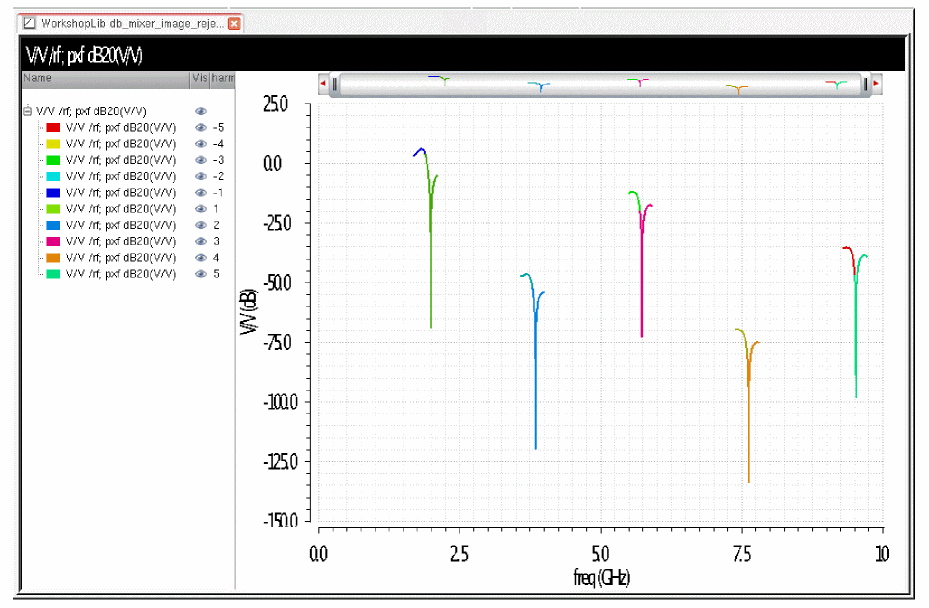 WorkshopLib db_mixer_image_reje...
V/V /rf; pxf dB20(V/V)
Name Vis harm
V/V /rf; pxf dB20(V/V)
V/V /rf; pxf dB20(V/V) -5
V/V /rf; pxf dB20(V/V) -4
V/V /rf; pxf dB20(V/V) -3
V/V /rf; pxf dB20(V/V) -2
V/V /rf; pxf dB20(V/V) -1
V/V /rf; pxf dB20(V/V) 1
V/V /rf; pxf dB20(V/V) 2
V/V /rf; pxf dB20(V/V) 3
V/V /rf; pxf dB20(V/V) 4
V/V /rf; pxf dB20(V/V) 5
V/V (dB)
25.0
0.0
-25.0
-50.0
-75.0
-100.0
-125.0
-150.0
0.0 2.5 5.0 7.5 10
freq (GHz)